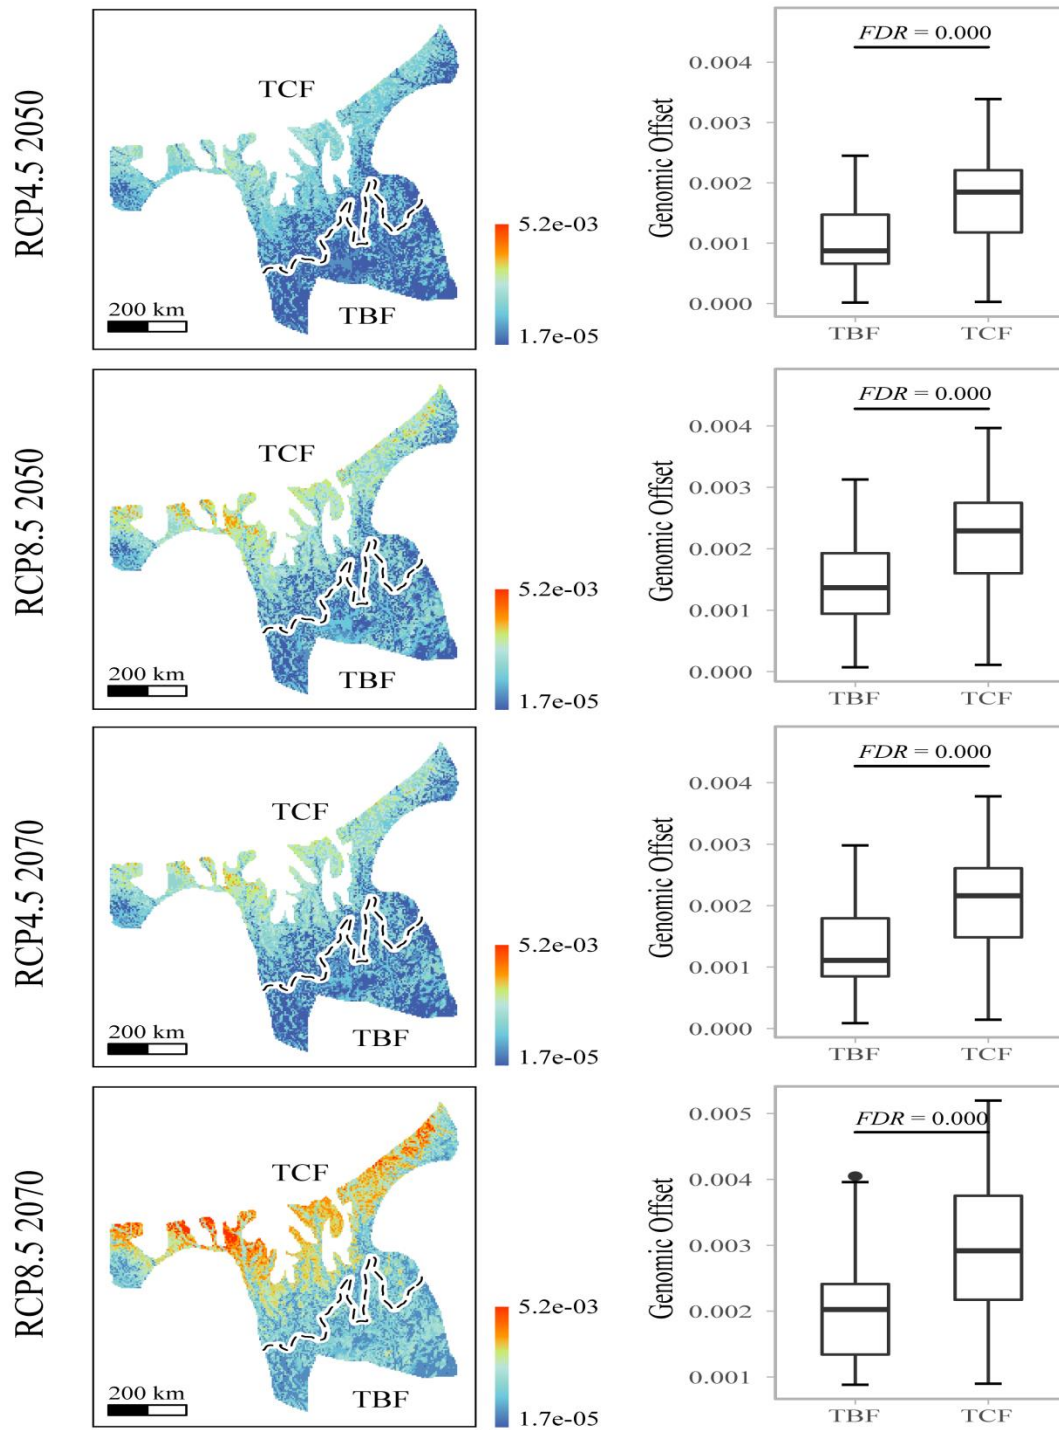 RCP4.5 2050
TCF
TBF
200 km
5.2e-03
1.7e-05
Genomic Offset
FDR = 0.000
0.004
0.003
0.002
0.001
0.000
TBF TCF
RCP8.5 2050
TCF
TBF
200 km
5.2e-03
1.7e-05
Genomic Offset
FDR = 0.000
0.004
0.003
0.002
0.001
0.000
TBF TCF
RCP4.5 2070
TCF
TBF
200 km
5.2e-03
1.7e-05
Genomic Offset
FDR = 0.000
0.004
0.003
0.002
0.001
0.000
TBF TCF
RCP8.5 2070
TCF
TBF
200 km
5.2e-03
1.7e-05
Genomic Offset
FDR = 0.000
0.005
0.004
0.003
0.002
0.001
TBF TCF